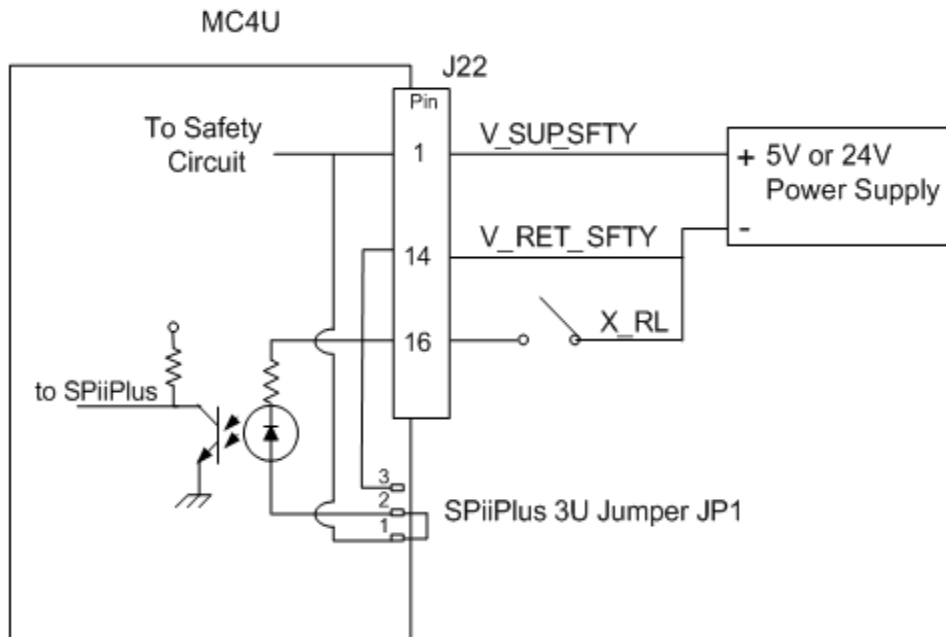 MC4U
J22
Pin
To Safety
Circuit
1
V_SUPSFTY
+ 5V or 24V
Power Supply
-
14
V_RET_SFTY
16
X_RL
to SPiiPlus
3
2
1
SPiiPlus 3U Jumper JP1